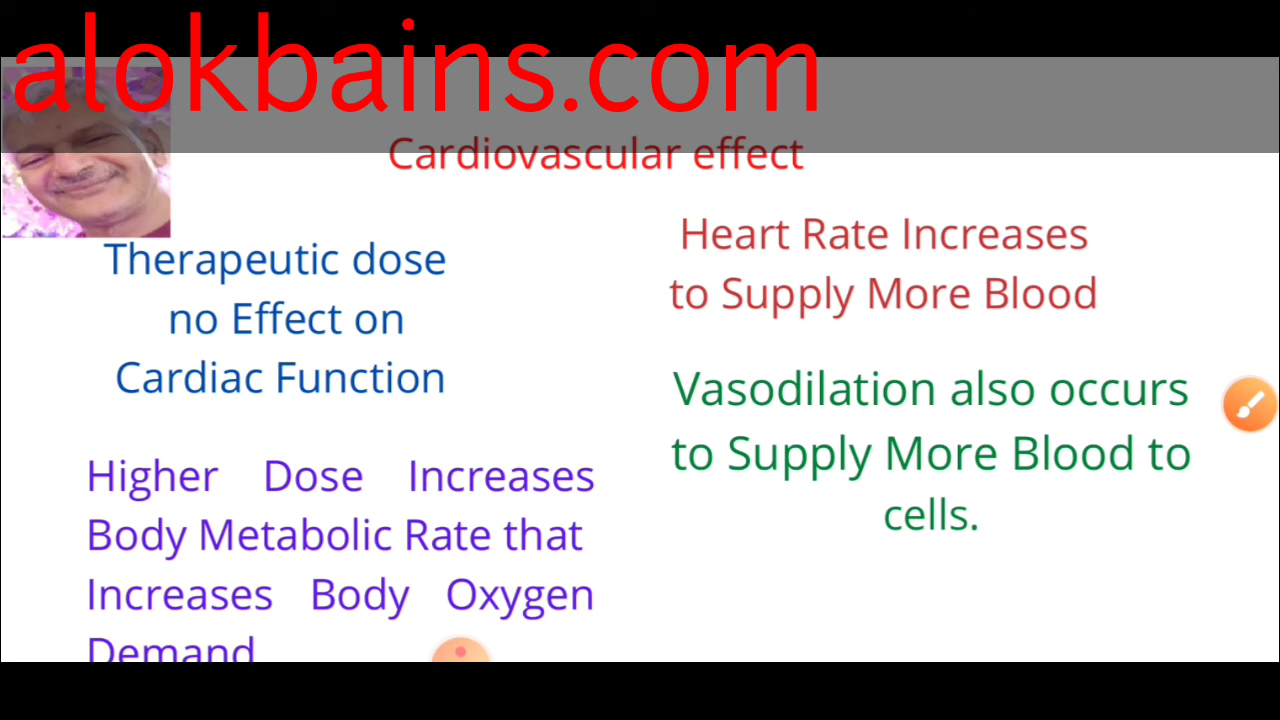 alokbains.com
Cardiovascular effect
Therapeutic dose
no Effect on
Cardiac Function
Higher Dose Increases
Body Metabolic Rate that
Increases Body Oxygen
Demand
Heart Rate Increases
to Supply More Blood
Vasodilation also occurs
to Supply More Blood to
cells.